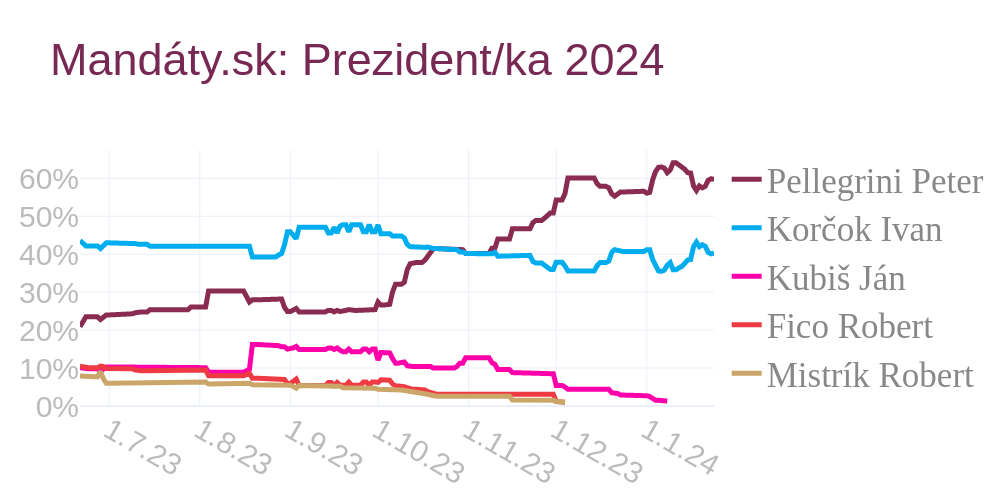 Mandáty.sk: Prezident/ka 2024
60%
50%
40%
30%
20%
10%
0%
1.7.23
1.8.23
1.9.23
1.10.23
1.11.23
1.12.23
1.1.24
Pellegrini Peter
Korčok Ivan
Kubiš Ján
Fico Robert
Mistrík Robert